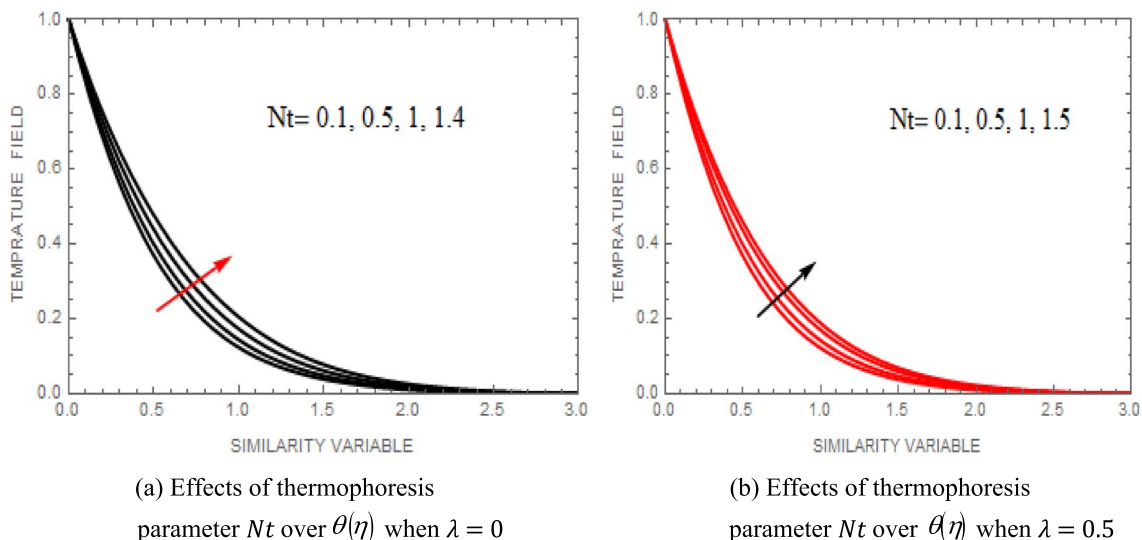 1.0
0.8
0.6
0.4
0.2
0.0
TEMPRATURE FIELD
Nt= 0.1, 0.5, 1, 1.4
0.0 0.5 1.0 1.5 2.0 2.5 3.0
SIMILARITY VARIABLE
(a) Effects of thermophoresis
parameter Nt over θ(η) when λ = 0
1.0
0.8
0.6
0.4
0.2
0.0
TEMPRATURE FIELD
Nt= 0.1, 0.5, 1, 1.5
0.0 0.5 1.0 1.5 2.0 2.5 3.0
SIMILARITY VARIABLE
(b) Effects of thermophoresis
parameter Nt over θ(η) when λ = 0.5